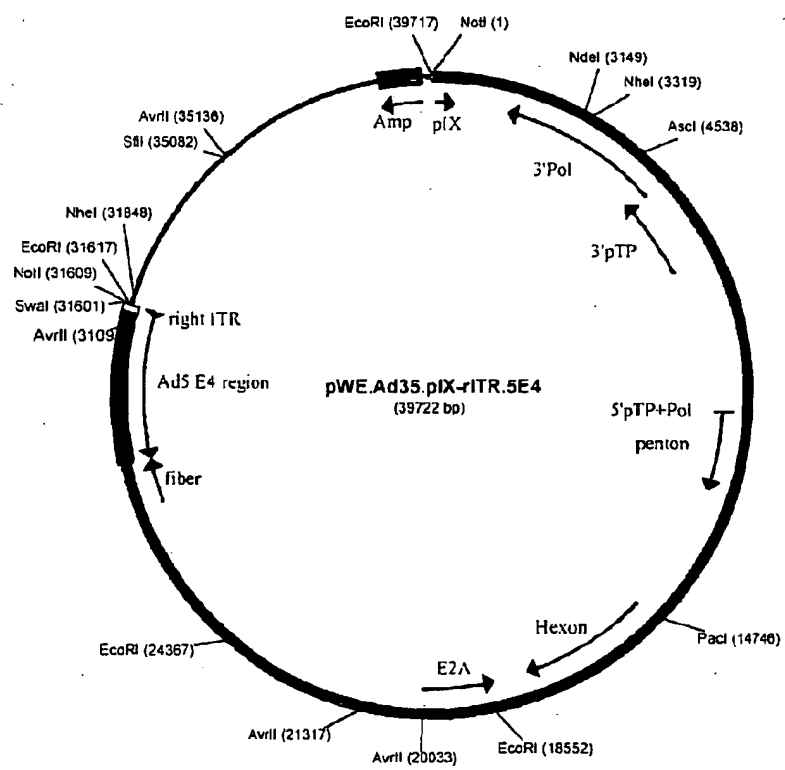 EcoRI (39717)
NotI (1)
NdeI (3149)
NheI (3319)
AscI (4538)
AvrII (35136)
SfiI (35082)
Amp
pIX
3'Pol
3'pTP
NheI (31848)
EcoRI (31617)
NotI (31609)
SwaI (31601)
AvrII (3109
right ITR
Ad5 E4 region
pWE.Ad35.pIX-rITR.5E4
(39722 bp)
5'pTP+Pol
penton
fiber
Hexon
PacI (14746)
EcoRI (24367)
E2A
AvrII (21317)
AvrII (20033)
EcoRI (18552)